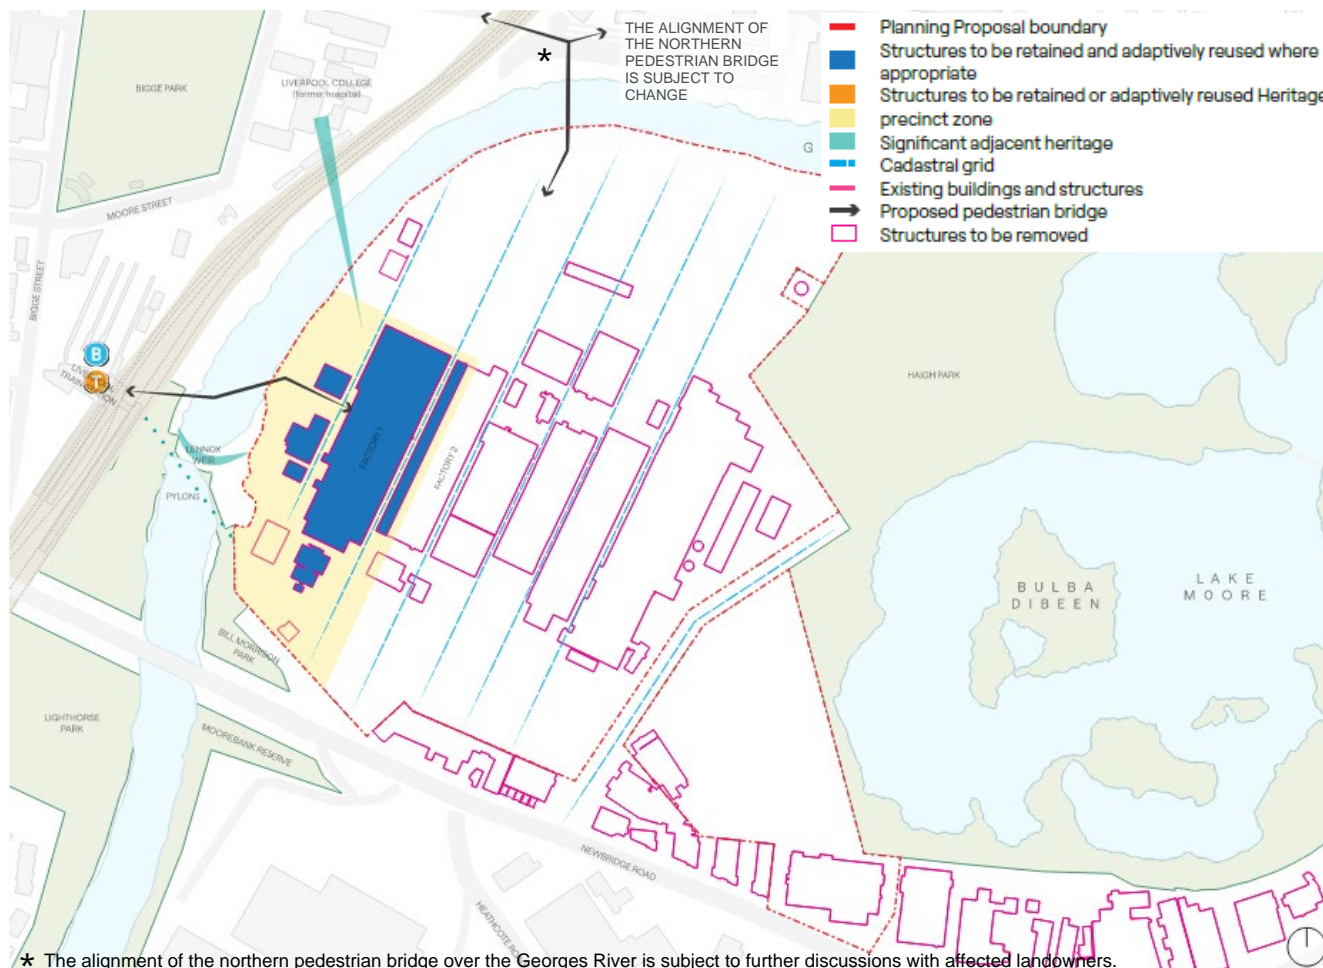 THE ALIGNMENT OF
THE NORTHERN
PEDESTRIAN BRIDGE
IS SUBJECT TO
CHANGE
*
Planning Proposal boundary
Structures to be retained and adaptively reused where
appropriate
Structures to be retained or adaptively reused Heritage
precinct zone
Significant adjacent heritage
Cadastral grid
Existing buildings and structures
Proposed pedestrian bridge
Structures to be removed
BIGGE PARK
LIVERPOOL COLLEGE
(former hospital)
G
MOORE STREET
BIGGE STREET
B
T
HAIGH PARK
LENNOX
WEIR
PYLONS
FACTORY 1
FACTORY 2
BULBA
DIBEEN
LAKE
MOORE
BILL MORRISON
PARK
LIGHTHORSE
PARK
MOOREBANK RESERVE
NEWBRIDGE ROAD
HEATHCOTE
* The alignment of the northern pedestrian bridge over the Georges River is subject to further discussions with affected landowners.